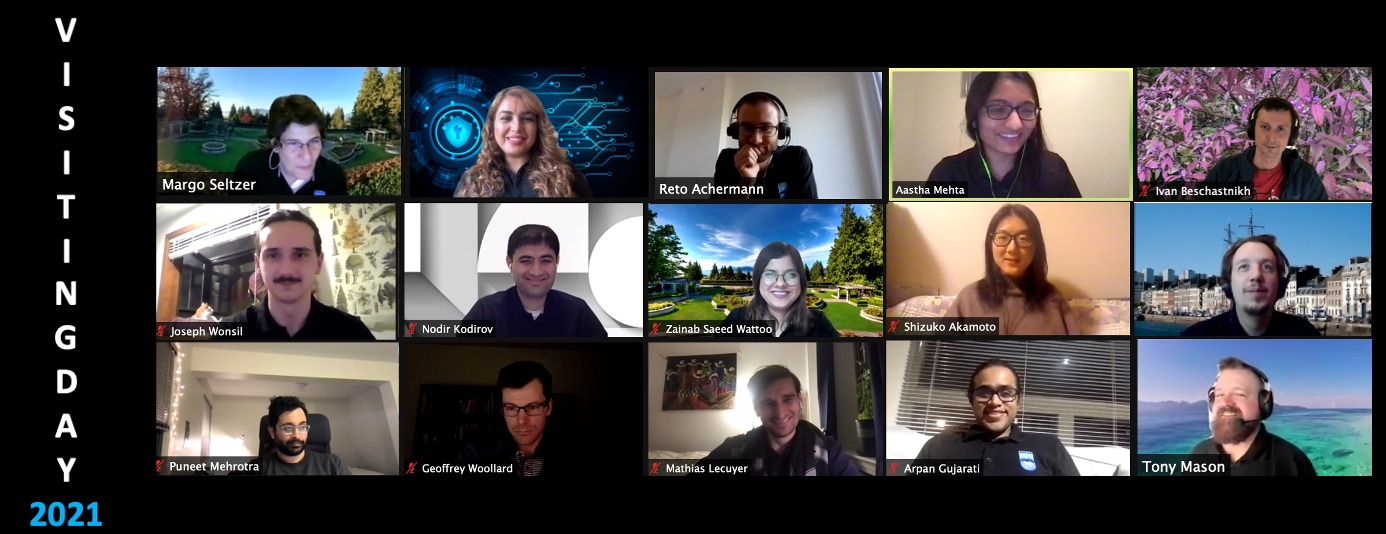 VISITING DAY
2021
Margo Seltzer
Reto Achermann
Aastha Mehta
Ivan Beschastnikh
Joseph Wonsil
Nodir Kodirov
Zainab Saeed Wattoo
Shizuko Akamoto
Puneet Mehrotra
Geoffrey Woollard
Mathias Lecuyer
Arpan Gujarati
Tony Mason